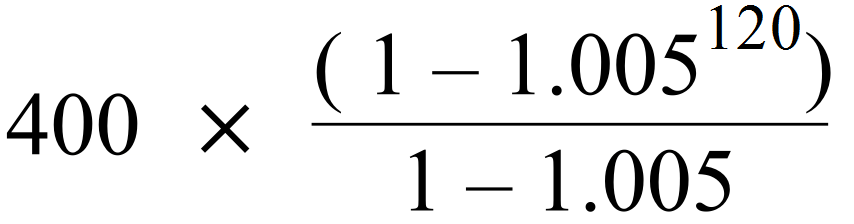 400 × (1 – 1.005^120) / (1 – 1.005)